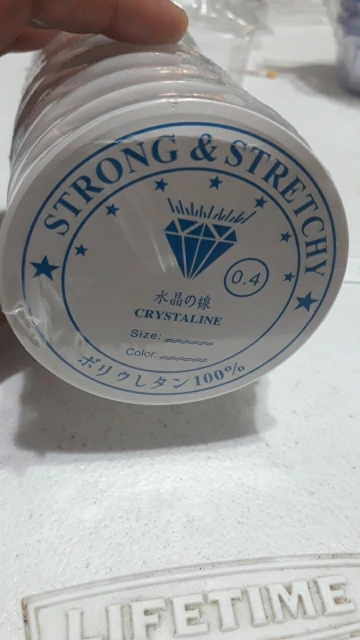 STRONG & STRETCHY
0.4
水晶の線
CRYSTALINE
Size:
Color:
ポリウしタン100%
LIFETIME